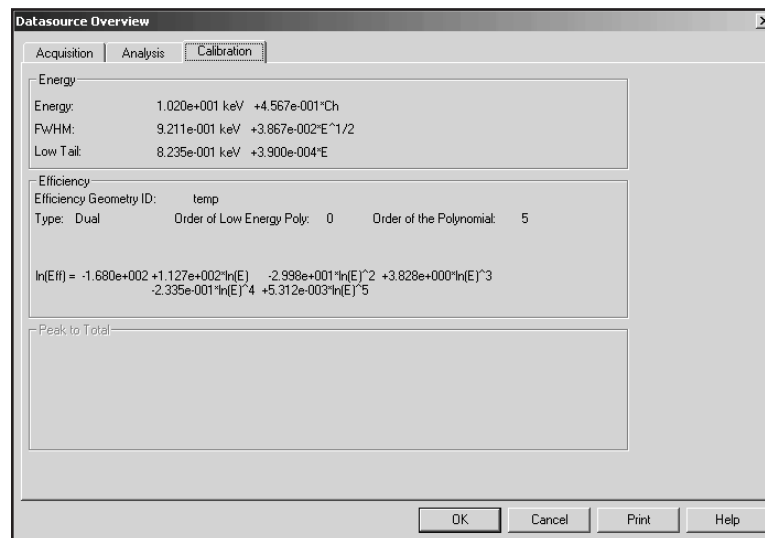 Datasource Overview
Acquisition Analysis Calibration
Energy
Energy: 1.020e+001 keV +4.567e-001*Ch
FWHM: 9.211e-001 keV +3.867e-002*E^1/2
Low Tail: 8.235e-001 keV +3.900e-004*E
Efficiency
Efficiency Geometry ID: temp
Type: Dual Order of Low Energy Poly: 0 Order of the Polynomial: 5
ln(Eff) = -1.680e+002 +1.127e+002*ln(E) -2.998e+001*ln(E)^2 +3.828e+000*ln(E)^3
-2.335e-001*ln(E)^4 +5.312e-003*ln(E)^5
Peak to Total
OK Cancel Print Help